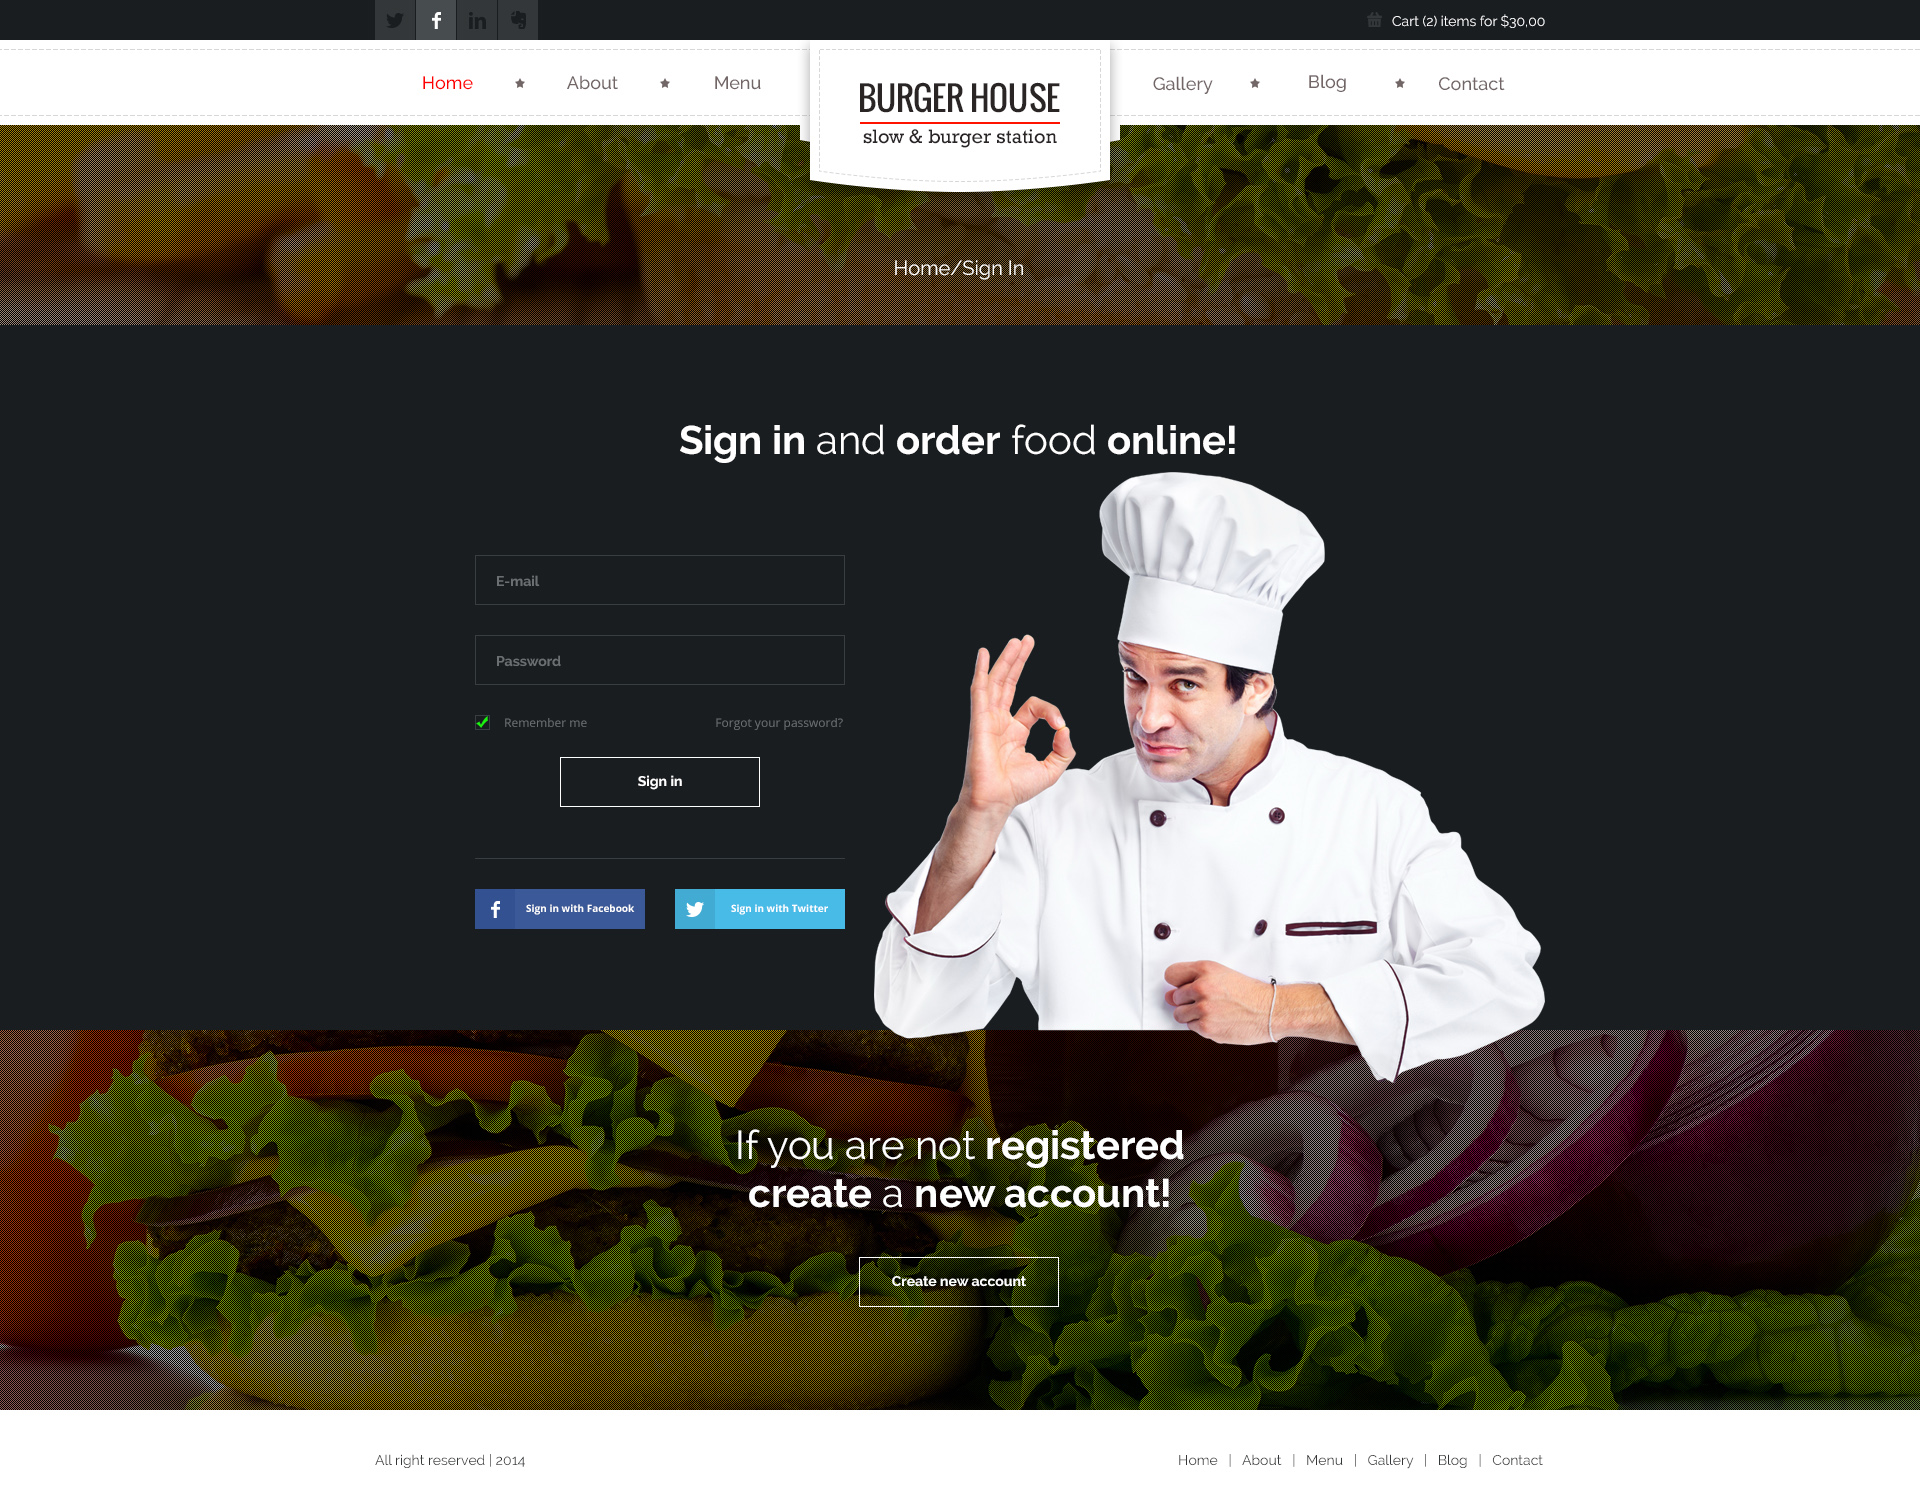 Cart (2) items for $30,00
Home
About
Menu
BURGER HOUSE
slow & burger station
Gallery
Blog
Contact
Home/Sign In
Sign in and order food online!
E-mail
Password
Remember me
Forgot your password?
Sign in
Sign in with Facebook
Sign in with Twitter
If you are not registered
create a new account!
Create new account
All right reserved | 2014
Home | About | Menu | Gallery | Blog | Contact